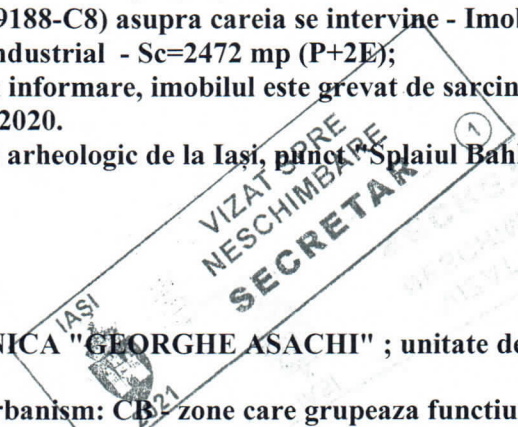 9188-C8) asupra careia se intervine - Imob
ndustrial - Sc=2472 mp (P+2E);
informare, imobilul este grevat de sarcin
2020.
arheologic de la Iași, punct "Splaiul Bahl
VIZAT SPRE
NESCHIMBARE
SECRETAR
1
IAȘI
2021
NICA "GEORGHE ASACHI" ; unitate de
rbanism: CB- zone care grupeaza functiu